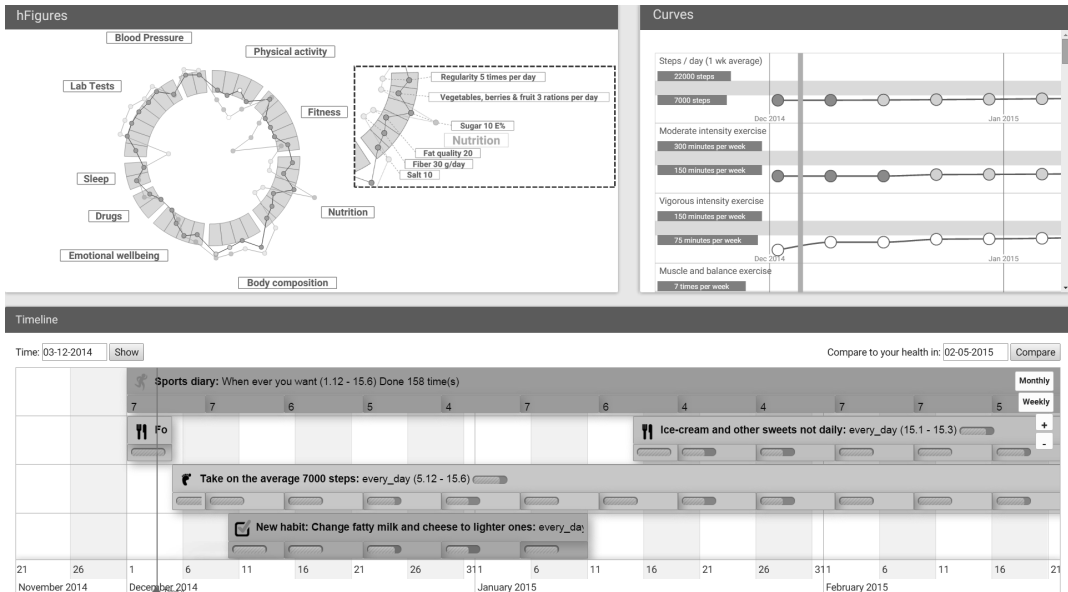 hFigures
Curves
Blood Pressure
Physical activity
Lab Tests
Fitness
Sleep
Drugs
Nutrition
Emotional wellbeing
Body composition
Regularity 5 times per day
Vegetables, berries & fruit 3 rations per day
Sugar 10 E%
Nutrition
Fat quality 20
Fiber 30 g/day
Salt 10
Steps / day (1 wk average)
22000 steps
7000 steps
Dec 2014 Jan 2015
Moderate intensity exercise
300 minutes per week
150 minutes per week
Vigorous intensity exercise
150 minutes per week
75 minutes per week
Dec 2014 Jan 2015
Muscle and balance exercise
7 times per week
Timeline
Time: 03-12-2014 Show
Compare to your health in: 02-05-2015 Compare
Sports diary: When ever you want (1.12 - 15.6) Done 158 time(s)
Monthly
7 7 6 5 4 7 6 4 4 7 7 5
Weekly
Fo
Ice-cream and other sweets not daily: every_day (15.1 - 15.3)
+
-
Take on the average 7000 steps: every_day (5.12 - 15.6)
New habit: Change fatty milk and cheese to lighter ones: every_day
21 26 1 6 11 16 21 26 311 6 11 16 21 26 311 6 11 16 21
November 2014 December 2014 January 2015 February 2015